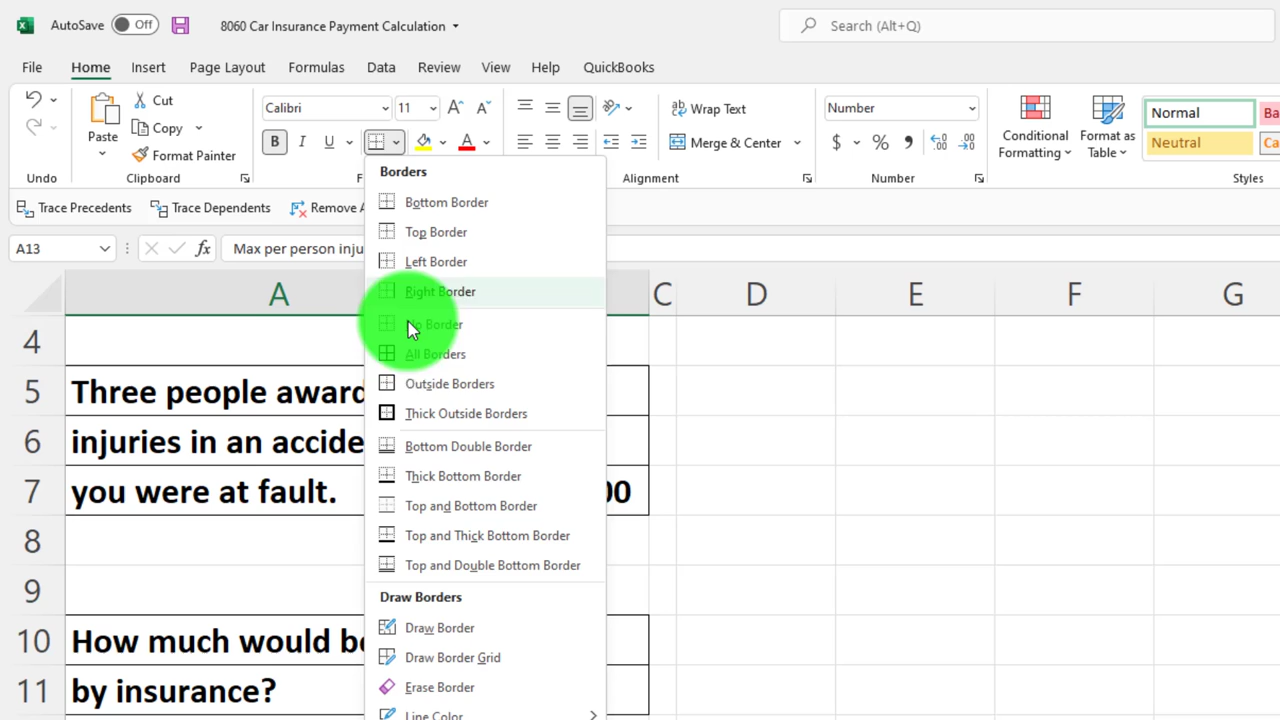 AutoSave Off 8060 Car Insurance Payment Calculation Search (Alt+Q)
File Home Insert Page Layout Formulas Data Review View Help QuickBooks
Paste Cut Copy Format Painter
Calibri 11
Wrap Text
Number
Conditional Formatting
Format as Table
Normal
B I U
Merge & Center
$ % ,
Neutral
Undo Clipboard Alignment Number Styles
Trace Precedents Trace Dependents Remove A
A13 fx Max per person inju
Borders
Bottom Border
Top Border
Left Border
Right Border
No Border
All Borders
Outside Borders
Thick Outside Borders
Bottom Double Border
Thick Bottom Border
Top and Bottom Border
Top and Thick Bottom Border
Top and Double Bottom Border
Draw Borders
Draw Border
Draw Border Grid
Erase Border
Line Color
A C D E F G
4
5 Three people award
6 injuries in an accide
7 you were at fault. 00
8
9
10 How much would be
11 by insurance?